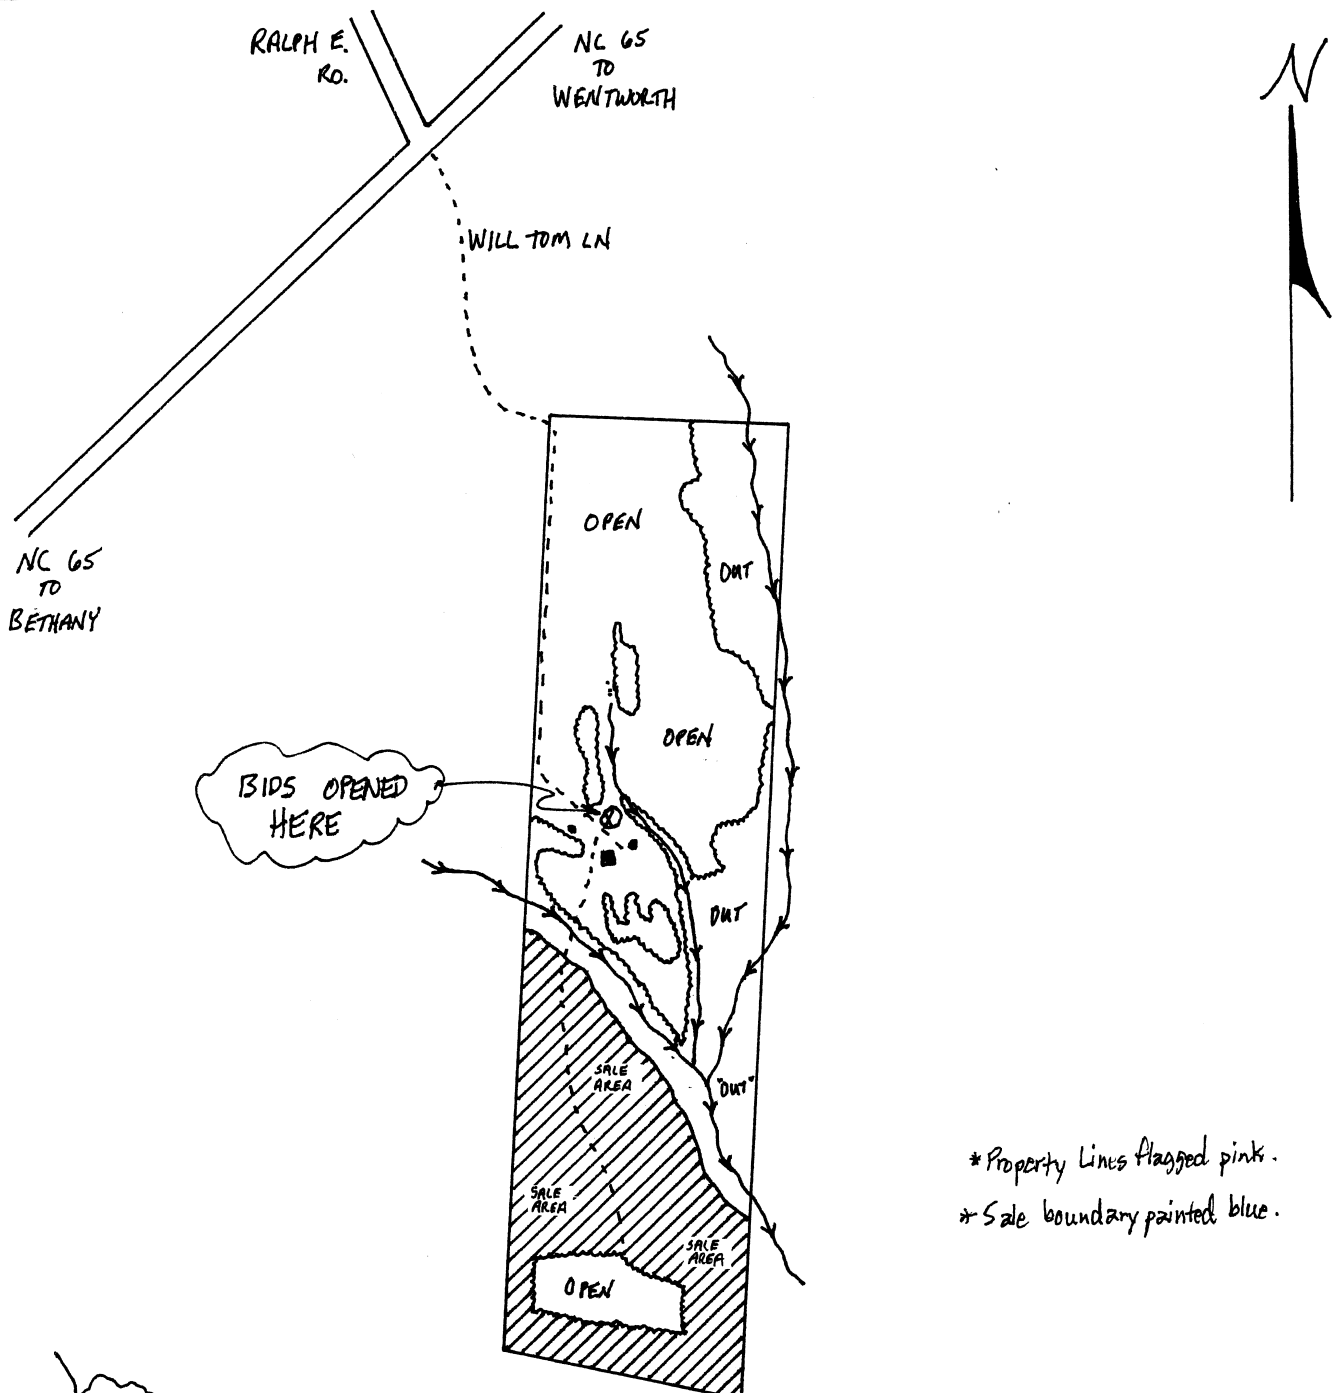 N
RALPH E.
RD.
NC 65
TO
WENTWORTH
WILL TOM LN
OPEN
OUT
NC 65
TO
BETHANY
OPEN
BIDS OPENED
HERE
OUT
SALE
AREA
"OUT"
*Property Lines flagged pink.
SALE
AREA
*Sale boundary painted blue.
SALE
AREA
OPEN